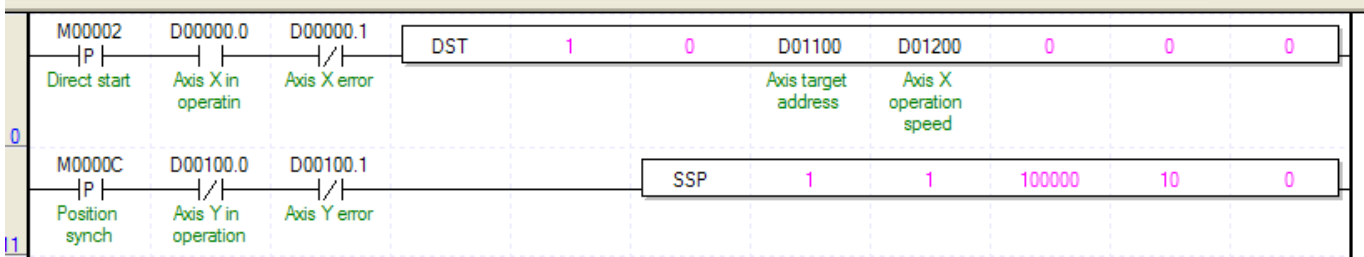 M00002 D00000.0 D00000.1
P DST 1 0 D01100 D01200 0 0 0
Direct start Axis X in Axis X error Axis target Axis X
operatin address operation
speed
0
M0000C D00100.0 D00100.1
P SSP 1 1 100000 10 0
Position Axis Y in Axis Y error
synch operation
11